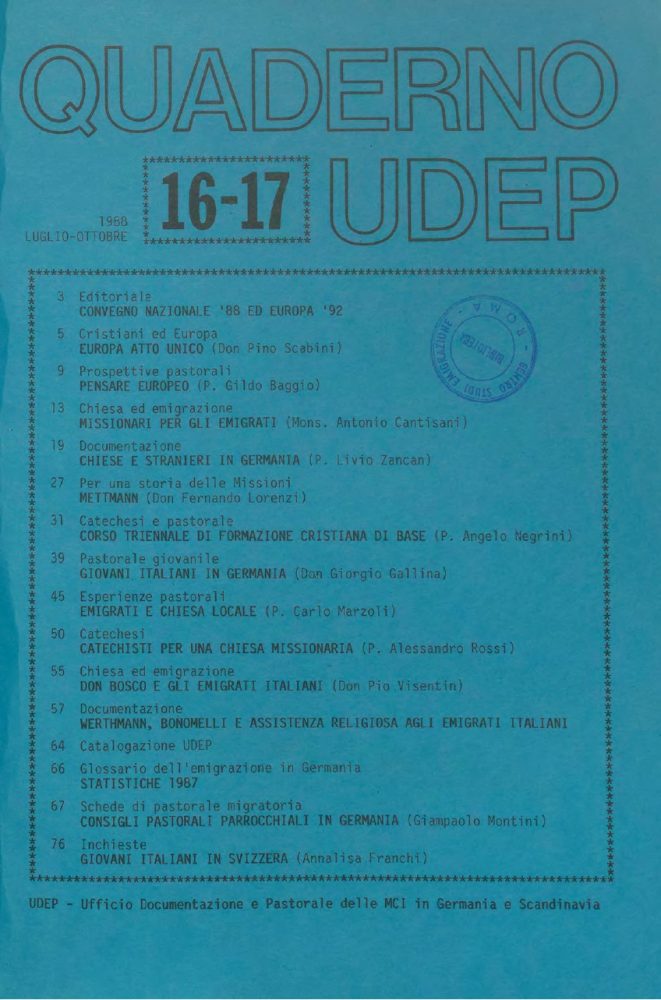 QUADERNO
UDEP
16-17
1988
LUGLIO-OTTOBRE
3 Editoriale
CONVEGNO NAZIONALE '88 ED EUROPA '92
5 Cristiani ed Europa
EUROPA ATTO UNICO (Don Pino Scabini)
9 Prospettive pastorali
PENSARE EUROPEO (P. Gildo Baggio)
13 Chiesa ed emigrazione
MISSIONARI PER GLI EMIGRATI (Mons. Antonio Cantisani)
19 Documentazione
CHIESE E STRANIERI IN GERMANIA (P. Livio Zancan)
27 Per una storia delle Missioni
METTMANN (Don Fernando Lorenzi)
31 Catechesi e pastorale
CORSO TRIENNALE DI FORMAZIONE CRISTIANA DI BASE (P. Angelo Negrini)
39 Pastorale giovanile
GIOVANI ITALIANI IN GERMANIA (Don Giorgio Gallina)
45 Esperienze pastorali
EMIGRATI E CHIESA LOCALE (P. Carlo Marzoli)
50 Catechesi
CATECHISTI PER UNA CHIESA MISSIONARIA (P. Alessandro Rossi)
55 Chiesa ed emigrazione
DON BOSCO E GLI EMIGRATI ITALIANI (Don Pio Visentin)
57 Documentazione
WERTHMANN, BONOMELLI E ASSISTENZA RELIGIOSA AGLI EMIGRATI ITALIANI
64 Catalogazione UDEP
66 Glossario dell'emigrazione in Germania
STATISTICHE 1987
67 Schede di pastorale migratoria
CONSIGLI PASTORALI PARROCCHIALI IN GERMANIA (Giampaolo Montini)
76 Inchieste
GIOVANI ITALIANI IN SVIZZERA (Annalisa Franchi)
UDEP - Ufficio Documentazione e Pastorale delle MCI in Germania e Scandinavia
CENTRO STUDI EMIGRAZIONE - ROMA -
BIBLIOTECA